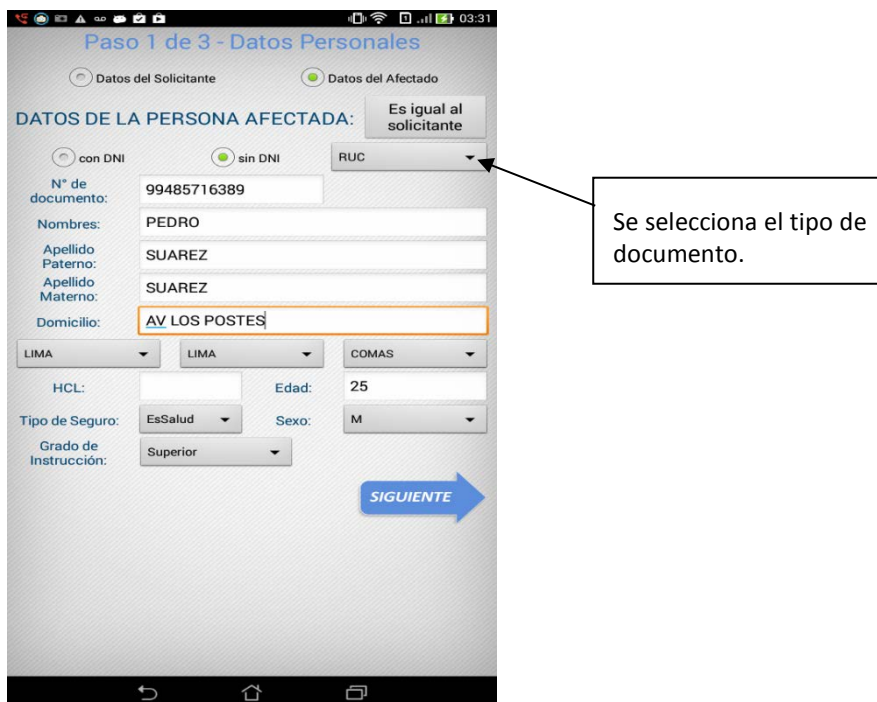 03:31
Paso 1 de 3 - Datos Personales
Datos del Solicitante
Datos del Afectado
DATOS DE LA PERSONA AFECTADA:
Es igual al
solicitante
con DNI
sin DNI
RUC
N° de
documento:
99485716389
Nombres:
PEDRO
Apellido
Paterno:
SUAREZ
Apellido
Materno:
SUAREZ
Domicilio:
AV LOS POSTES
LIMA
LIMA
COMAS
HCL:
Edad:
25
Tipo de Seguro:
EsSalud
Sexo:
M
Grado de
Instrucción:
Superior
SIGUIENTE
Se selecciona el tipo de
documento.